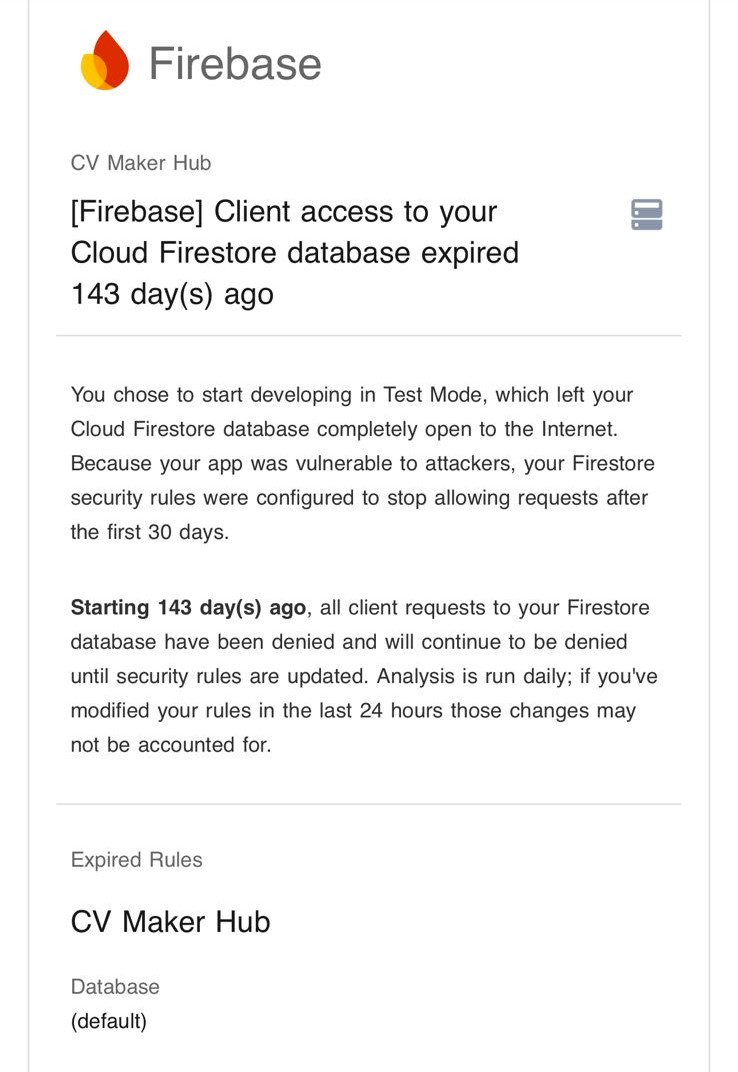 Firebase
CV Maker Hub
[Firebase] Client access to your
Cloud Firestore database expired
143 day(s) ago
You chose to start developing in Test Mode, which left your
Cloud Firestore database completely open to the Internet.
Because your app was vulnerable to attackers, your Firestore
security rules were configured to stop allowing requests after
the first 30 days.
Starting 143 day(s) ago, all client requests to your Firestore
database have been denied and will continue to be denied
until security rules are updated. Analysis is run daily; if you've
modified your rules in the last 24 hours those changes may
not be accounted for.
Expired Rules
CV Maker Hub
Database
(default)